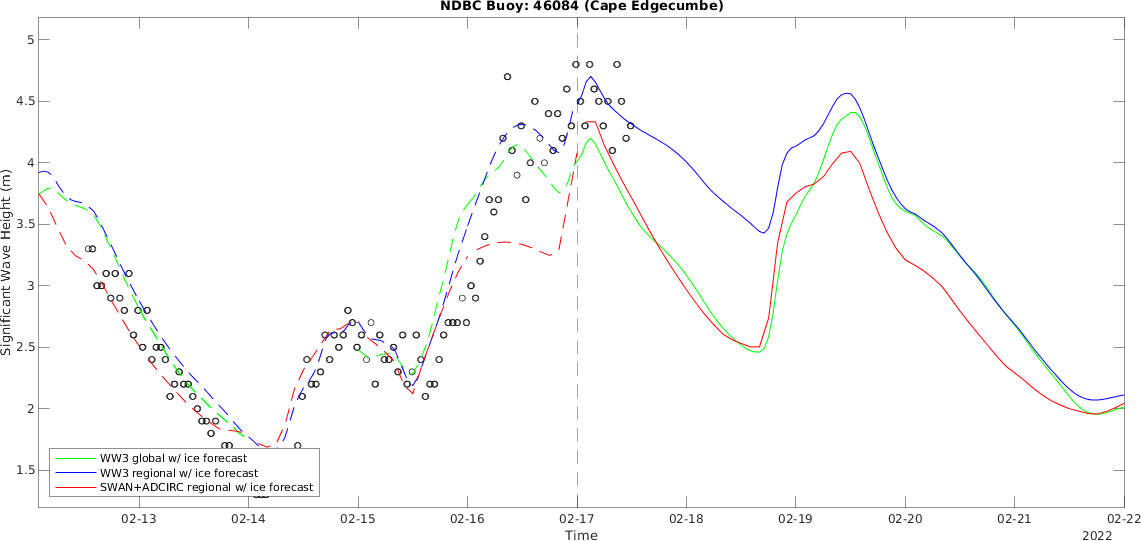 NDBC Buoy: 46084 (Cape Edgecumbe)
Significant Wave Height (m)
5
4.5
4
3.5
3
2.5
2
1.5
WW3 global w/ ice forecast
WW3 regional w/ ice forecast
SWAN+ADCIRC regional w/ ice forecast
02-13 02-14 02-15 02-16 02-17 02-18 02-19 02-20 02-21 02-22
Time
2022